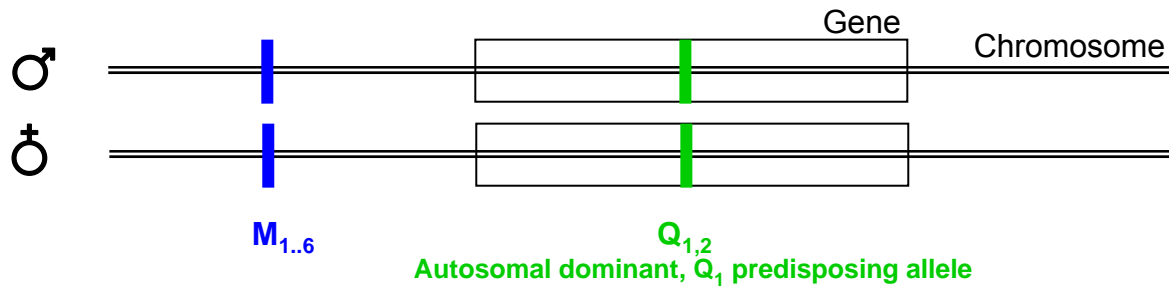 Gene
Chromosome
M1..6
Q1,2
Autosomal dominant, Q1 predisposing allele